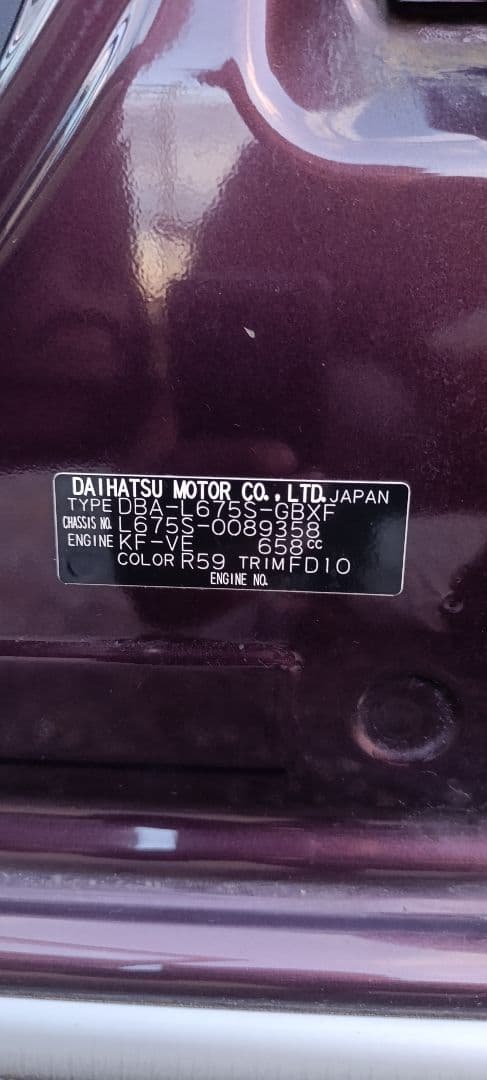 DAIHATSU MOTOR CO., LTD. JAPAN
TYPE DBA-L675S-GBXF
CHASSIS NO. L675S-0089358
ENGINE KF-VE 658cc
COLOR R59 TRIM FD10
ENGINE NO.